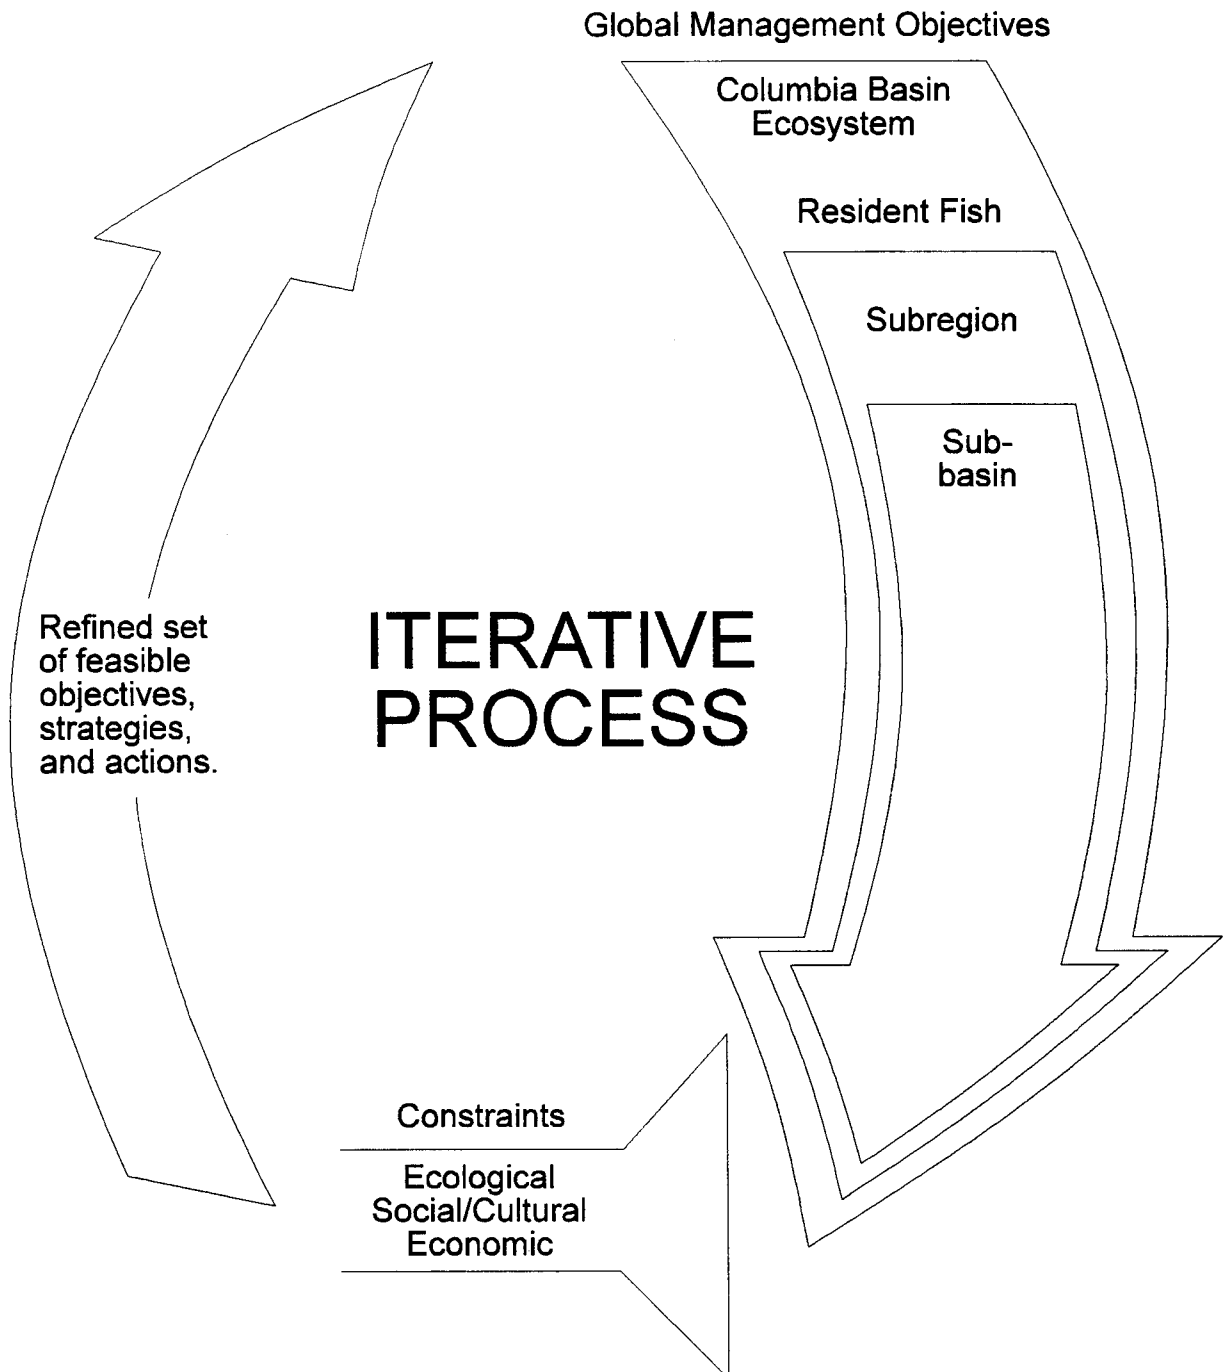 Global Management Objectives
Columbia Basin
Ecosystem
Resident Fish
Subregion
Sub-
basin
Refined set
of feasible
objectives,
strategies,
and actions.
ITERATIVE
PROCESS
Constraints
Ecological
Social/Cultural
Economic